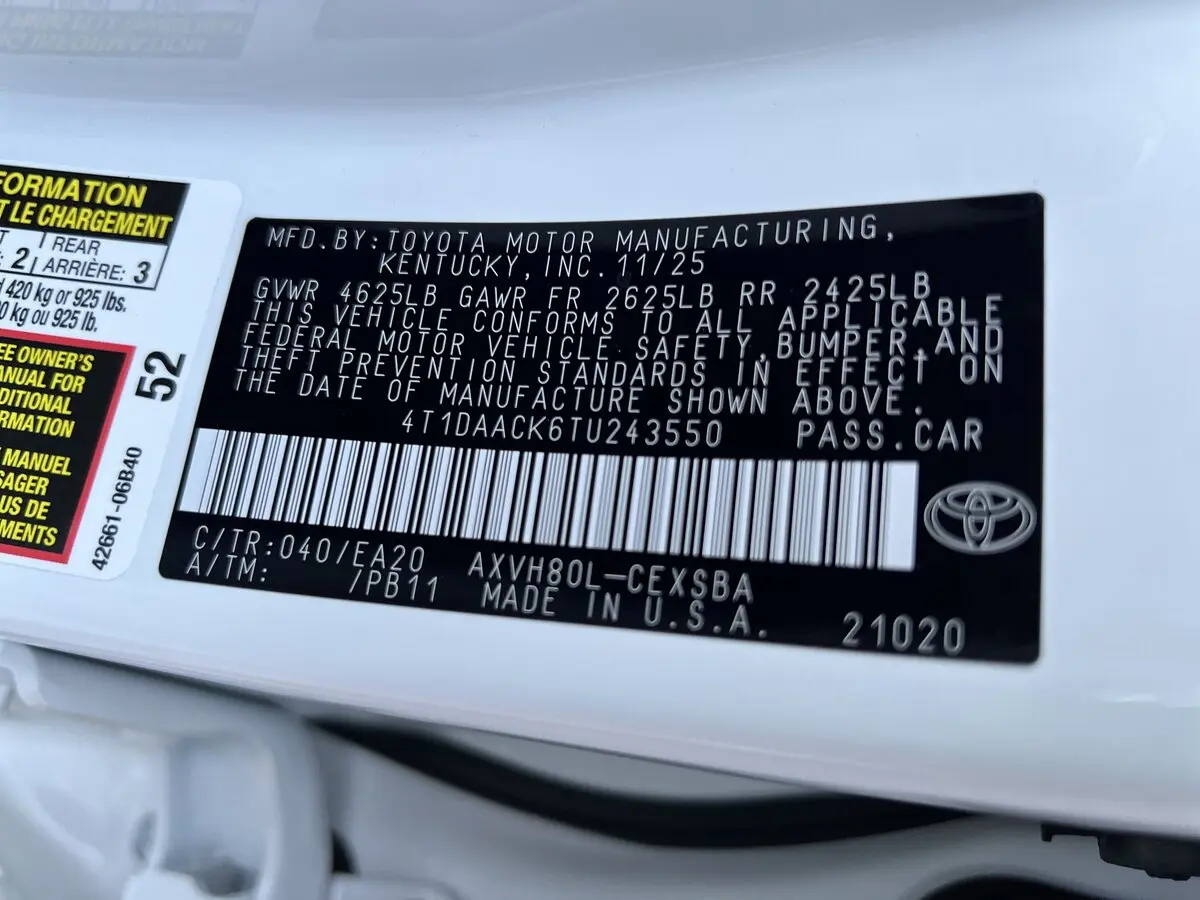 FORMATION
T LE CHARGEMENT
REAR
2 ARRIÈRE: 3
420 kg or 925 lbs.
0 kg ou 925 lb.
EE OWNER'S
ANUAL FOR
DITIONAL
RMATION
MANUEL
SAGER
US DE
MENTS
52
42661-06B40
MFD.BY:TOYOTA MOTOR MANUFACTURING,
KENTUCKY,INC.11/25
GVWR 4625LB GAWR FR 2625LB RR 2425LB
THIS VEHICLE CONFORMS TO ALL APPLICABLE
FEDERAL MOTOR VEHICLE SAFETY,BUMPER,AND
THEFT PREVENTION STANDARDS IN EFFECT ON
THE DATE OF MANUFACTURE SHOWN ABOVE.
4T1DAACK6TU243550 PASS.CAR
C/TR:040/EA20 AXVH80L-CEXSBA
A/TM: /PB11 MADE IN U.S.A. 21020